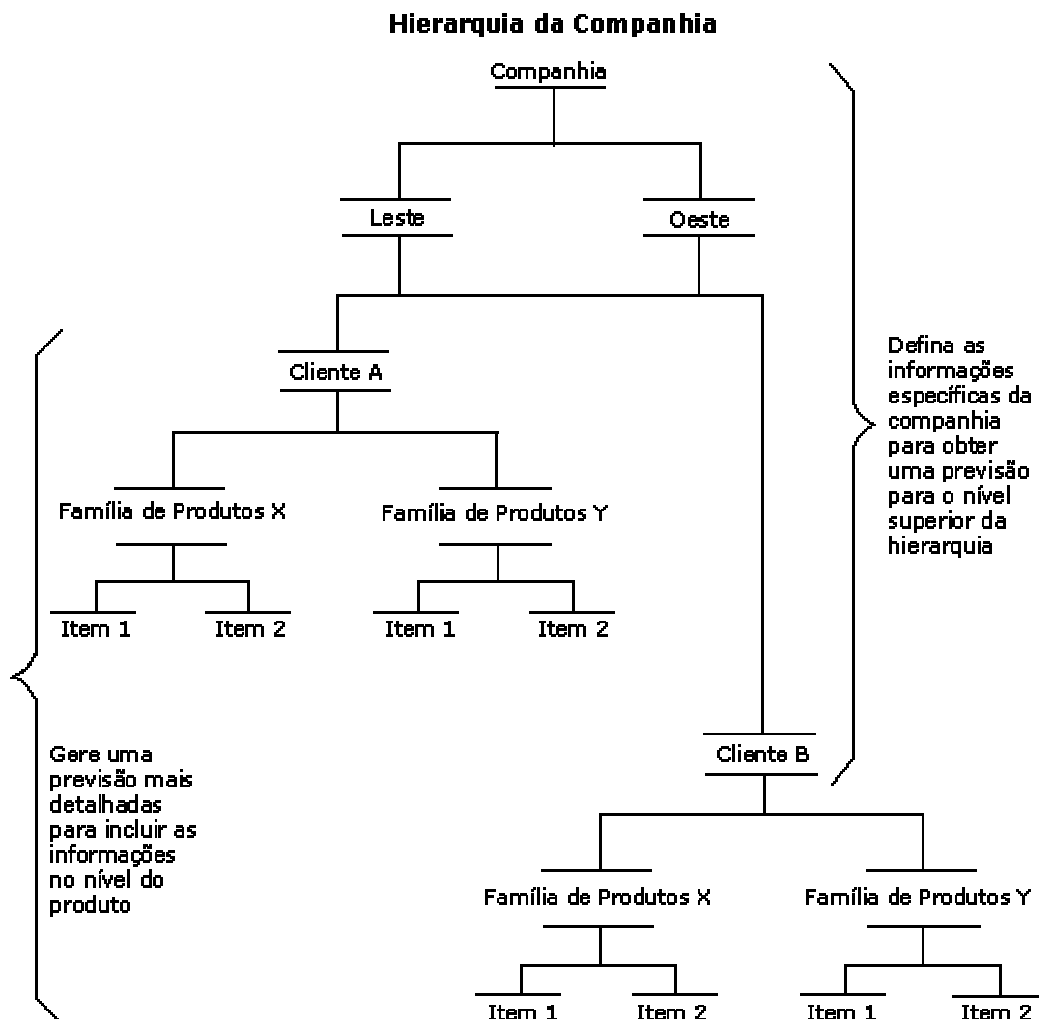 Hierarquia da Companhia
Companhia
Leste
Oeste
Cliente A
Família de Produtos X
Família de Produtos Y
Item 1
Item 2
Item 1
Item 2
Defina as
informações
específicas da
companhia
para obter
uma previsão
para o nível
superior da
hierarquia
Gere uma
previsão mais
detalhadas
para incluir as
informações
no nível do
produto
Cliente B
Família de Produtos X
Família de Produtos Y
Item 1
Item 2
Item 1
Item 2